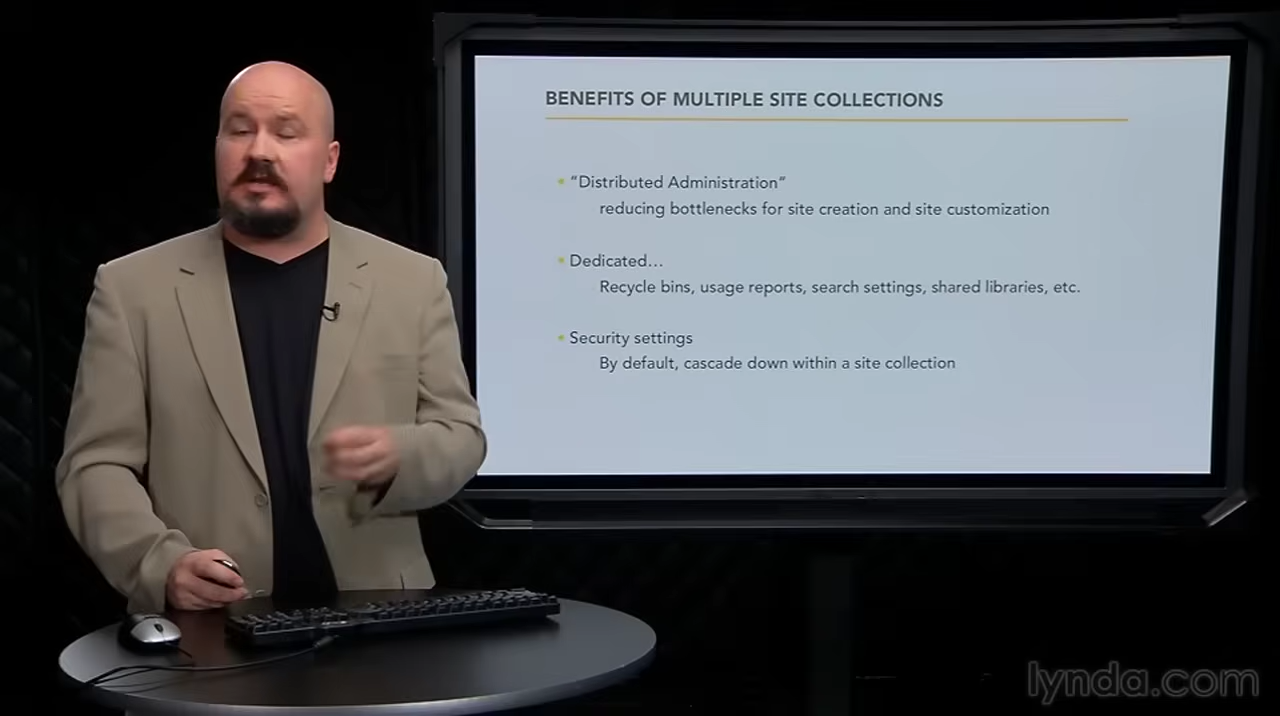 BENEFITS OF MULTIPLE SITE COLLECTIONS
• "Distributed Administration"
reducing bottlenecks for site creation and site customization
• Dedicated...
Recycle bins, usage reports, search settings, shared libraries, etc.
• Security settings
By default, cascade down within a site collection
lynda.com